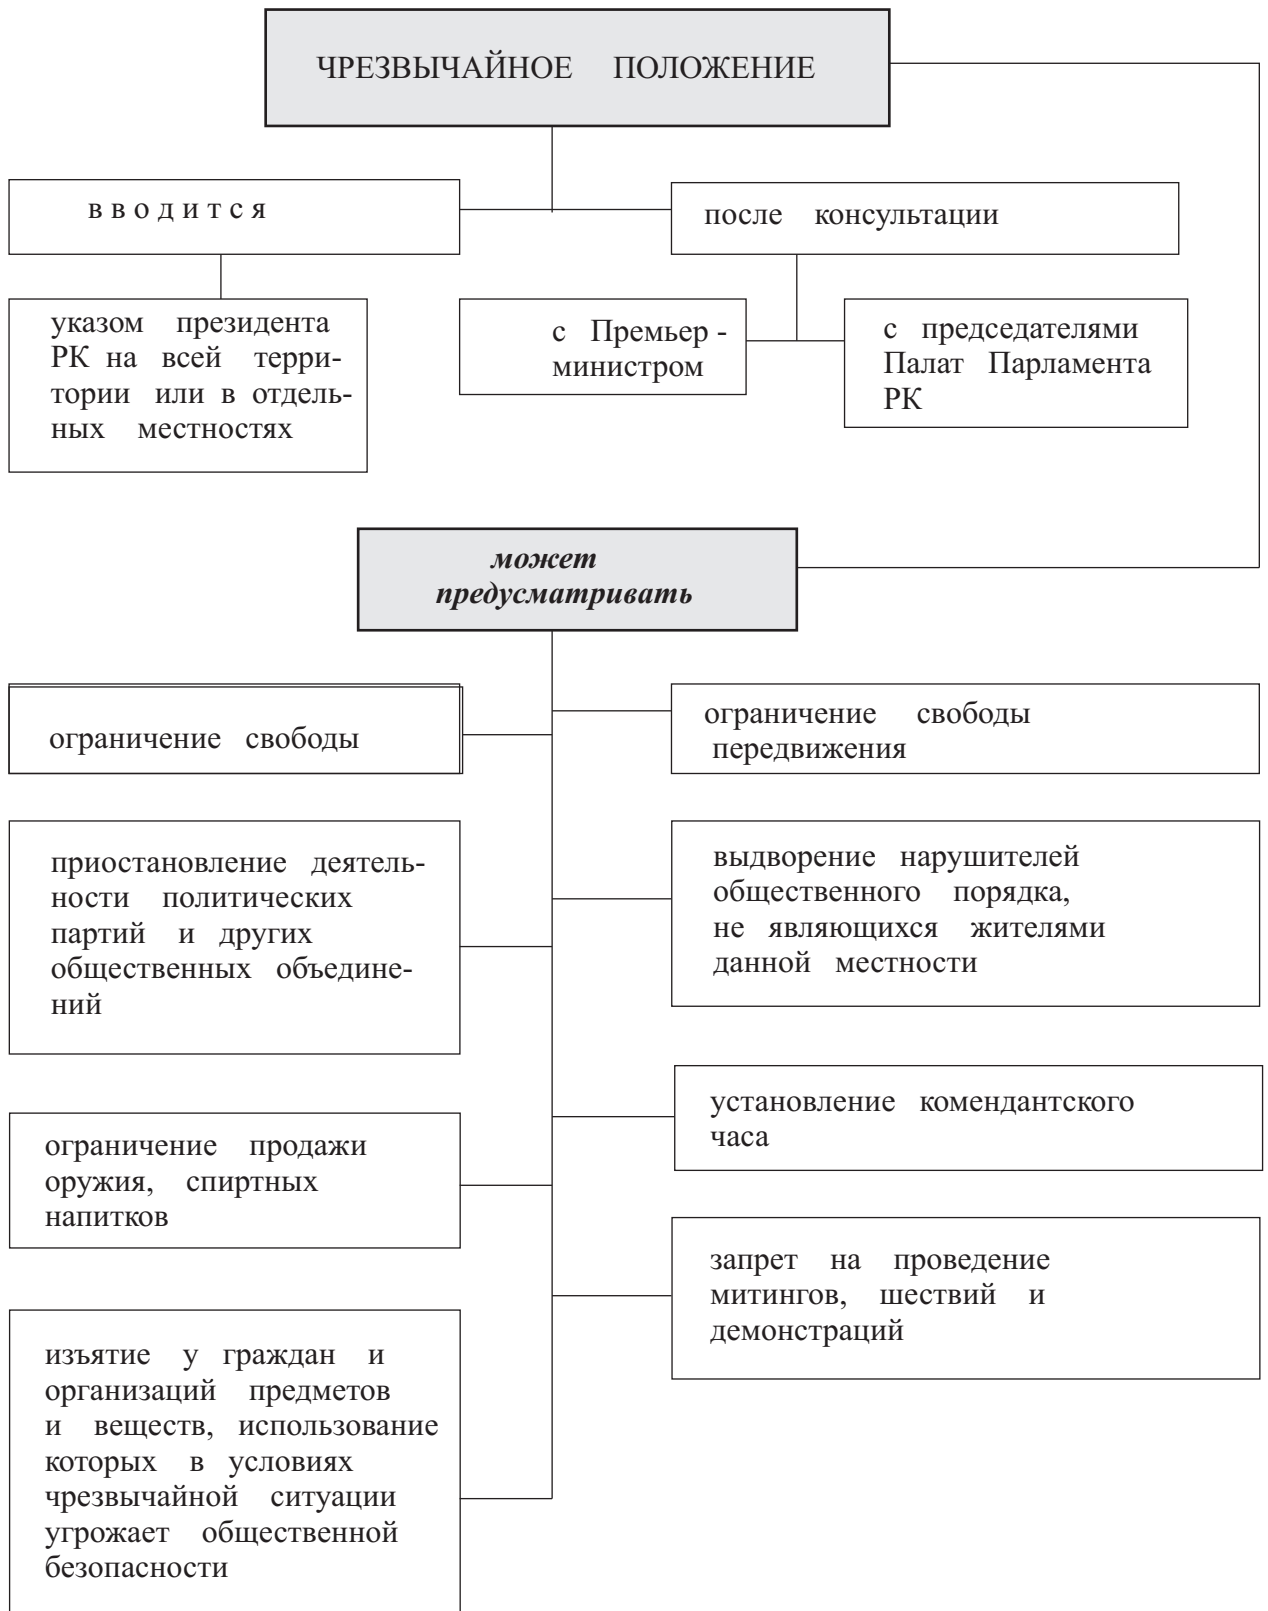 ЧРЕЗВЫЧАЙНОЕ ПОЛОЖЕНИЕ
вводится
после консультации
указом президента
РК на всей терри-
тории или в отдель-
ных местностях
с Премьер -
министром
с председателями
Палат Парламента
РК
может
предусматривать
ограничение свободы
ограничение свободы
передвижения
приостановление деятель-
ности политических
партий и других
общественных объедине-
ний
выдворение нарушителей
общественного порядка,
не являющихся жителями
данной местности
ограничение продажи
оружия, спиртных
напитков
установление комендантского
часа
изъятие у граждан и
организаций предметов
и веществ, использование
которых в условиях
чрезвычайной ситуации
угрожает общественной
безопасности
запрет на проведение
митингов, шествий и
демонстраций